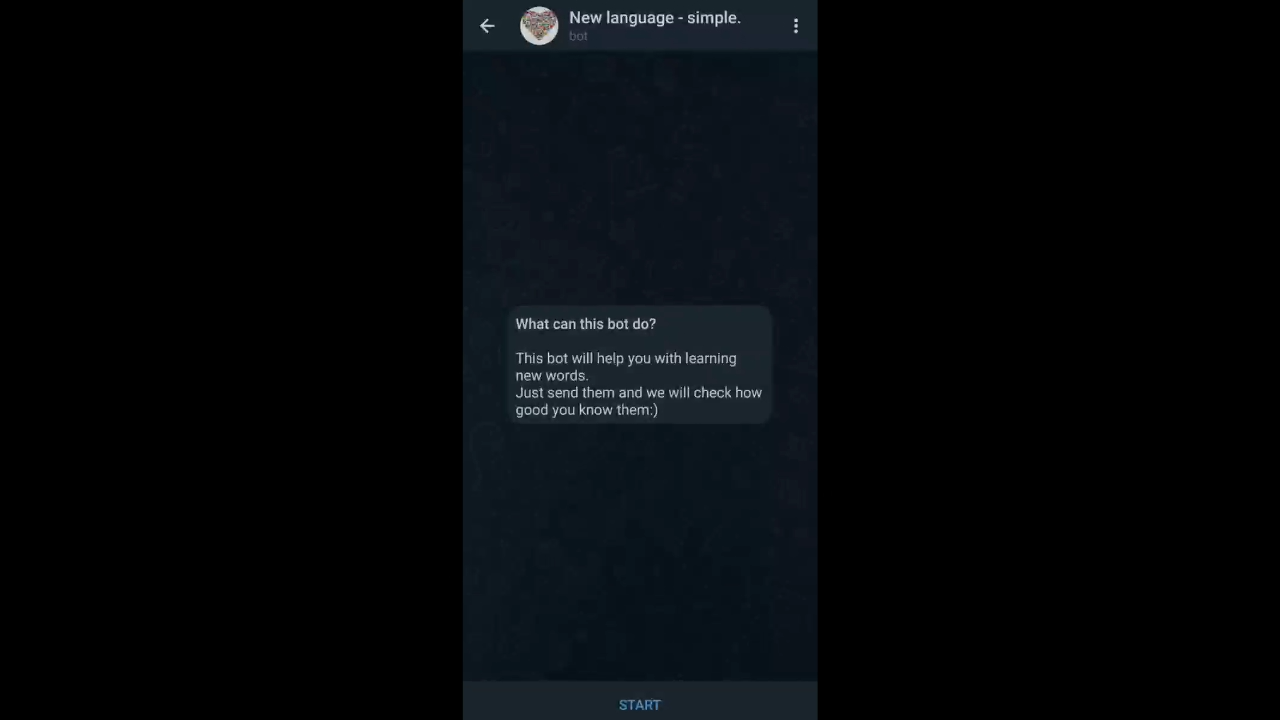 New language - simple.
bot
What can this bot do?
This bot will help you with learning
new words.
Just send them and we will check how
good you know them:)
START